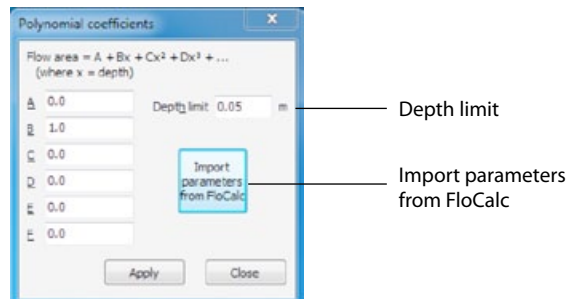 Polynomial coefficients
x
Flow area = A + Bx + Cx² + Dx³ + ...
(where x = depth)
A 0.0
Depth limit 0.05 m
Depth limit
B 1.0
C 0.0
Import
parameters
from FloCalc
Import parameters
from FloCalc
D 0.0
E 0.0
F 0.0
Apply
Close